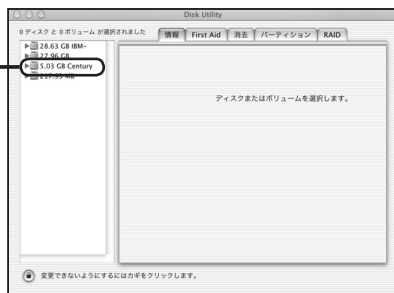 Disk Utility
0 ディスク と 0 ボリューム が選択されました
情報 First Aid 消去 パーティション RAID
28.63 GB IBM-
27.96 GB
5.03 GB Century
ディスクまたはボリュームを選択します。
変更できないようにするにはカギをクリックします。